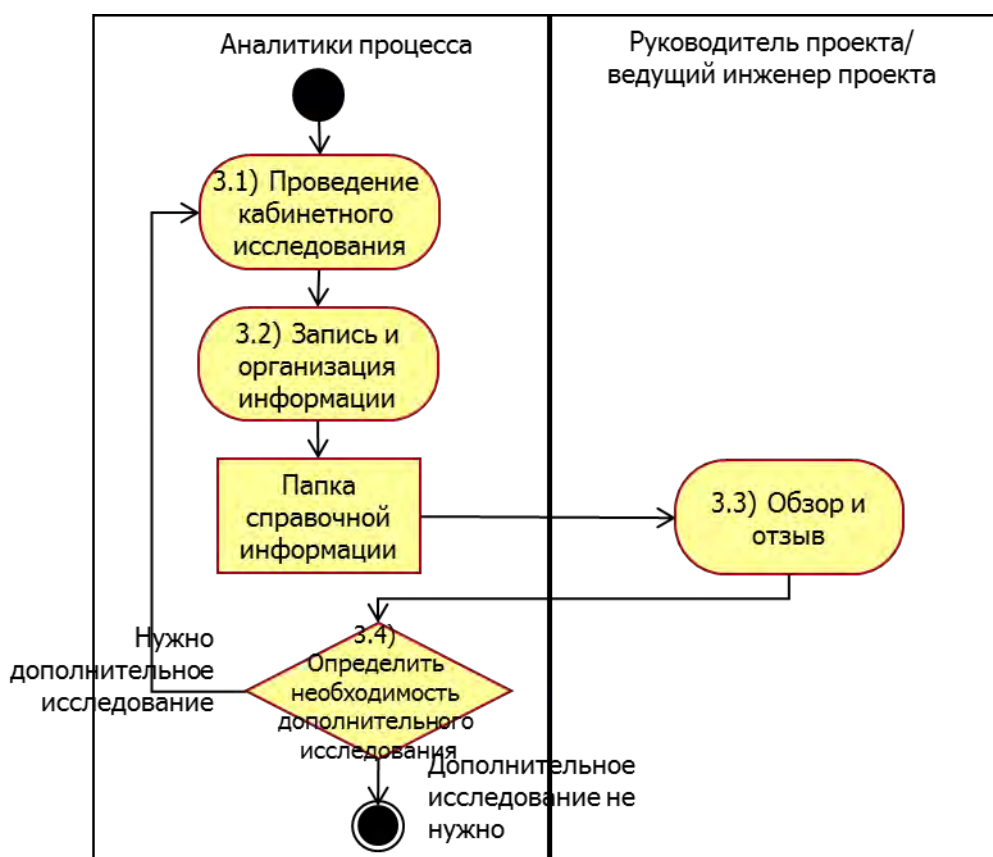 Аналитики процесса
Руководитель проекта/
ведущий инженер проекта
3.1) Проведение
кабинетного
исследования
3.2) Запись и
организация
информации
Папка
справочной
информации
3.3) Обзор и
отзыв
3.4)
Определить
необходимость
дополнительного
исследования
Нужно
дополнительное
исследование
Дополнительное
исследование не
нужно